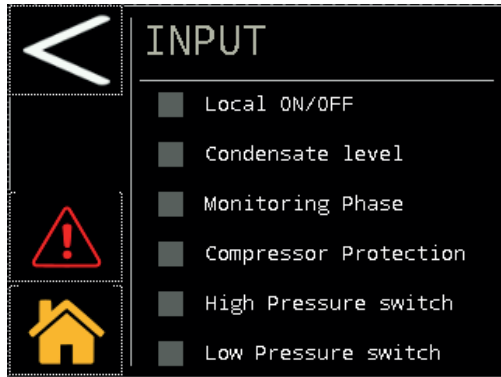 INPUT
Local ON/OFF
Condensate level
Monitoring Phase
Compressor Protection
High Pressure switch
Low Pressure switch